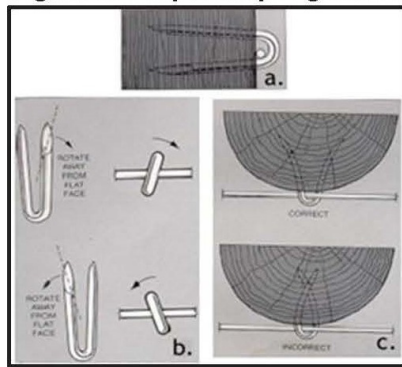 a.
ROTATE
AWAY
FROM
FLAT
FACE
ROTATE
AWAY
FROM
FLAT
FACE
b.
CORRECT
INCORRECT
c.